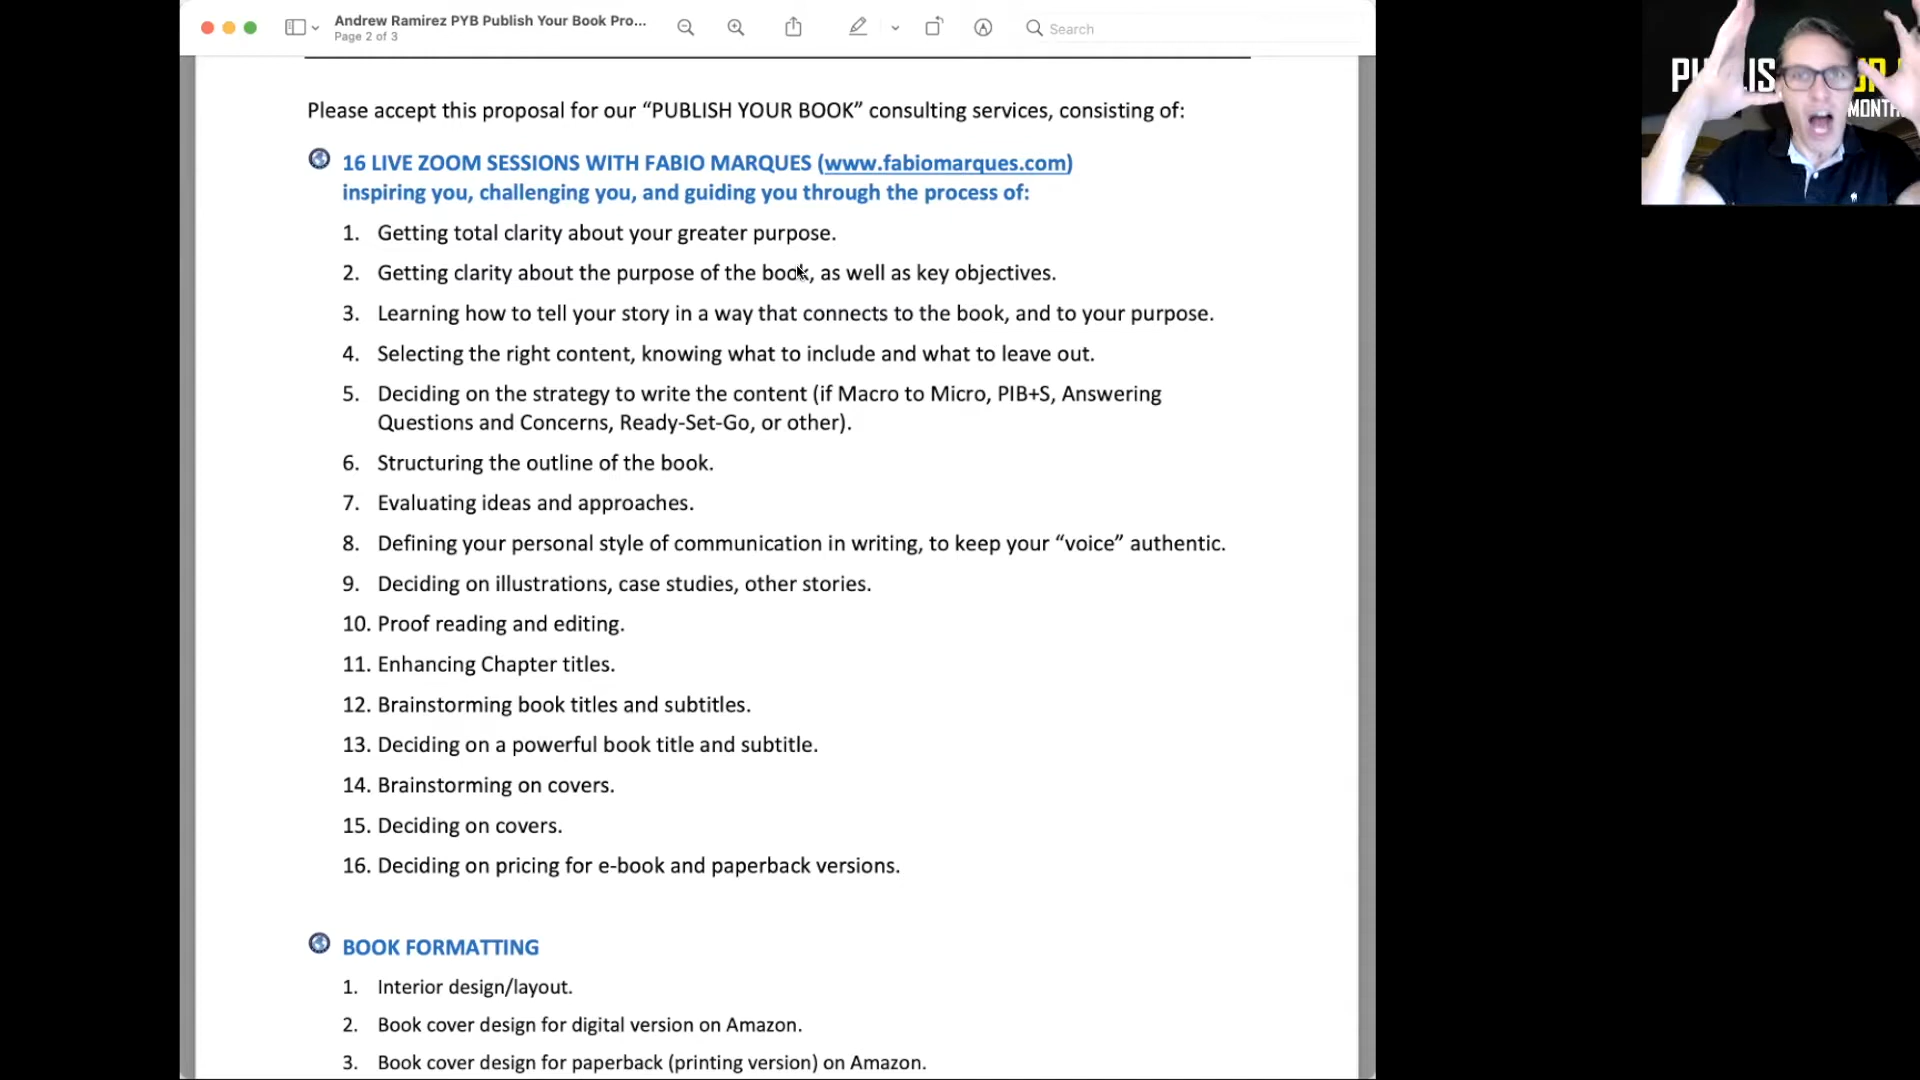 Andrew Ramirez PYB Publish Your Book Pro...
Page 2 of 3
Search
Please accept this proposal for our “PUBLISH YOUR BOOK” consulting services, consisting of:
16 LIVE ZOOM SESSIONS WITH FABIO MARQUES (www.fabiomarques.com)
inspiring you, challenging you, and guiding you through the process of:
1. Getting total clarity about your greater purpose.
2. Getting clarity about the purpose of the book, as well as key objectives.
3. Learning how to tell your story in a way that connects to the book, and to your purpose.
4. Selecting the right content, knowing what to include and what to leave out.
5. Deciding on the strategy to write the content (if Macro to Micro, PIB+S, Answering
Questions and Concerns, Ready-Set-Go, or other).
6. Structuring the outline of the book.
7. Evaluating ideas and approaches.
8. Defining your personal style of communication in writing, to keep your “voice” authentic.
9. Deciding on illustrations, case studies, other stories.
10. Proof reading and editing.
11. Enhancing Chapter titles.
12. Brainstorming book titles and subtitles.
13. Deciding on a powerful book title and subtitle.
14. Brainstorming on covers.
15. Deciding on covers.
16. Deciding on pricing for e-book and paperback versions.
BOOK FORMATTING
1. Interior design/layout.
2. Book cover design for digital version on Amazon.
3. Book cover design for paperback (printing version) on Amazon.